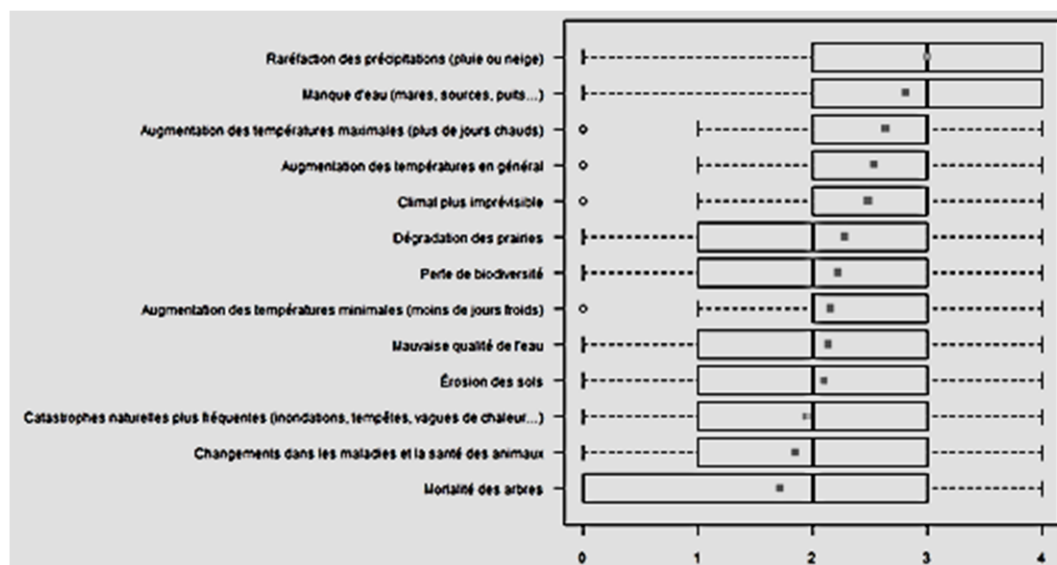 Raréfaction des précipitations (pluie ou neige)
Manque d'eau (mares, sources, puits...)
Augmentation des températures maximales (plus de jours chauds)
Augmentation des températures en général
Climat plus imprévisible
Dégradation des prairies
Perte de biodiversité
Augmentation des températures minimales (moins de jours froids)
Mauvaise qualité de l'eau
Érosion des sols
Catastrophes naturelles plus fréquentes (inondations, tempêtes, vagues de chaleur...)
Changements dans les maladies et la santé des animaux
Mortalité des arbres
0 1 2 3 4